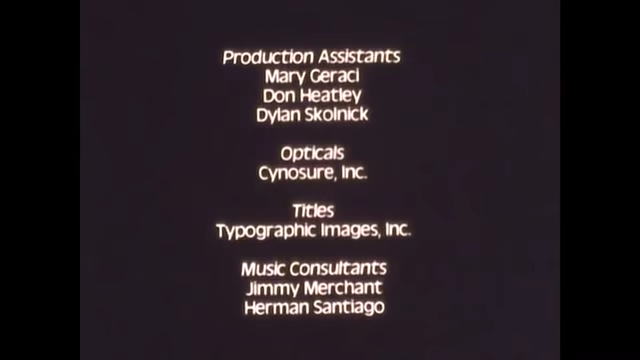 Production Assistants
Mary Geraci
Don Heatley
Dylan Skolnick
Opticals
Cynosure, Inc.
Titles
Typographic Images, Inc.
Music Consultants
Jimmy Merchant
Herman Santiago